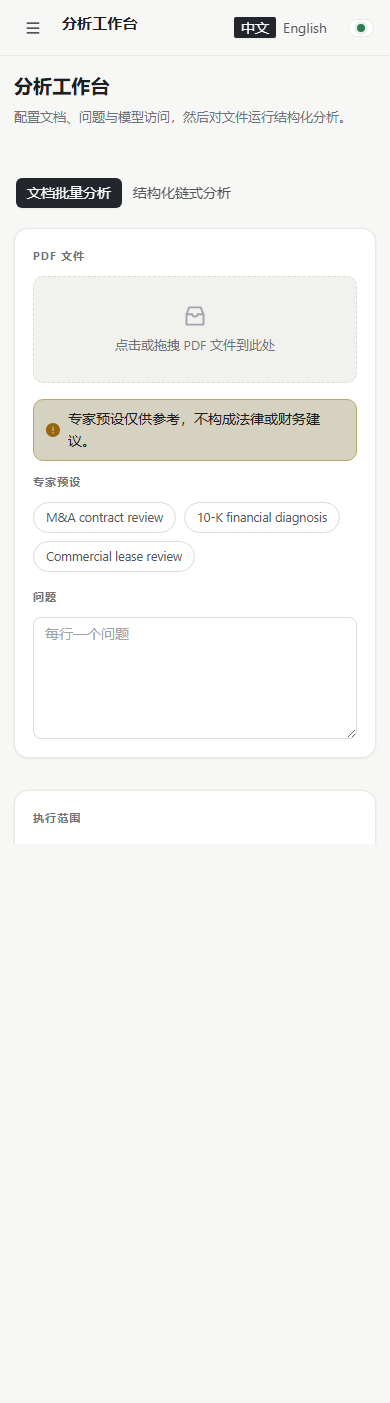 分析工作台
中文 English
分析工作台
配置文档、问题与模型访问，然后对文件运行结构化分析。
文档批量分析 结构化链式分析
PDF 文件
点击或拖拽 PDF 文件到此处
专家预设仅供参考，不构成法律或财务建
议。
专家预设
M&A contract review 10-K financial diagnosis
Commercial lease review
问题
每行一个问题
执行范围